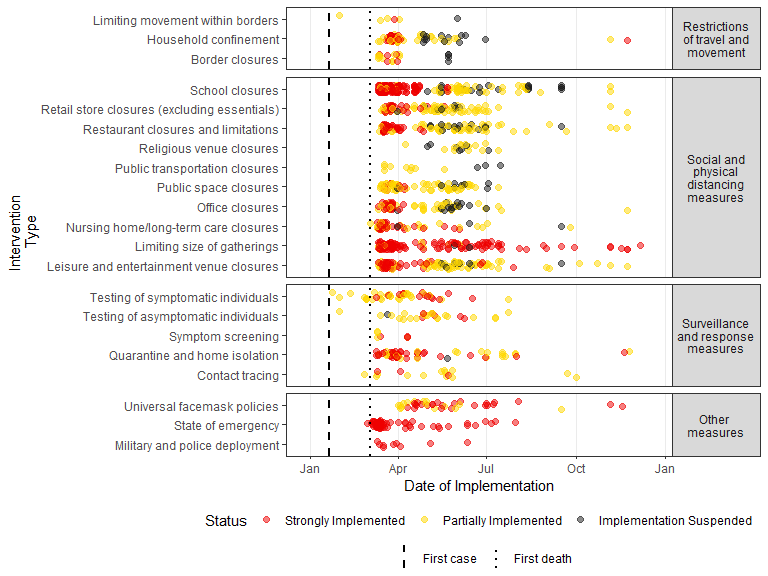 Limiting movement within borders
Household confinement
Border closures
Restrictions
of travel and
movement
School closures
Retail store closures (excluding essentials)
Restaurant closures and limitations
Religious venue closures
Public transportation closures
Public space closures
Office closures
Nursing home/long-term care closures
Limiting size of gatherings
Leisure and entertainment venue closures
Social and
physical
distancing
measures
Intervention
Type
Testing of symptomatic individuals
Testing of asymptomatic individuals
Symptom screening
Quarantine and home isolation
Contact tracing
Surveillance
and response
measures
Universal facemask policies
State of emergency
Military and police deployment
Other
measures
Jan Apr Jul Oct Jan
Date of Implementation
Status Strongly Implemented Partially Implemented Implementation Suspended
First case First death